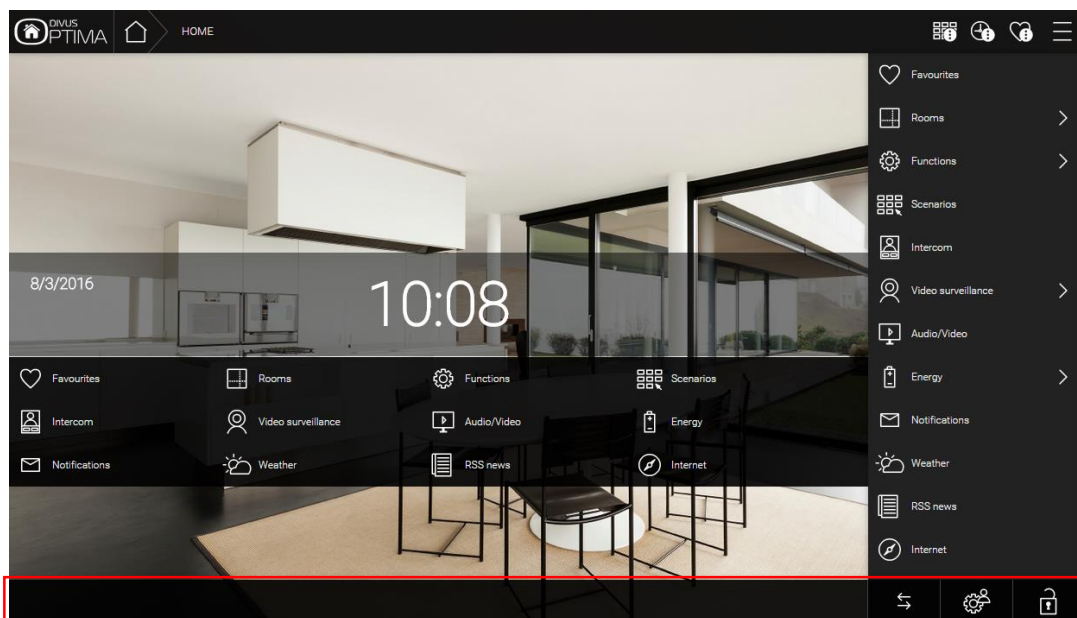 DIVUS
OPTIMA
HOME
8/3/2016
10:08
Favourites
Rooms
Functions
Scenarios
Intercom
Video surveillance
Audio/Video
Energy
Notifications
Weather
RSS news
Internet
Favourites
Rooms
Functions
Scenarios
Intercom
Video surveillance
Audio/Video
Energy
Notifications
Weather
RSS news
Internet